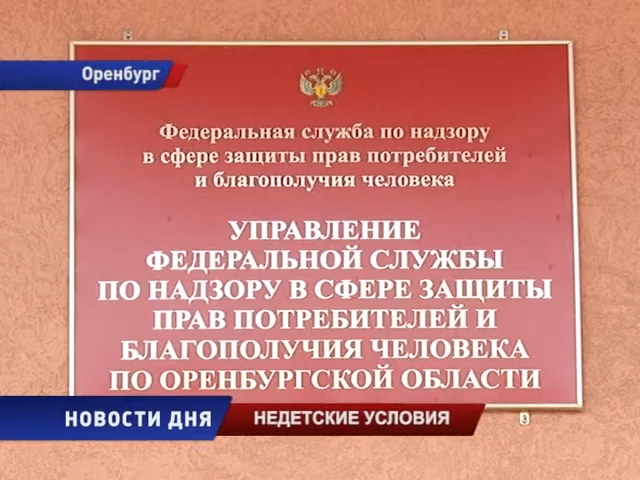 Оренбург
Федеральная служба по надзору
в сфере защиты прав потребителей
и благополучия человека
УПРАВЛЕНИЕ
ФЕДЕРАЛЬНОЙ СЛУЖБЫ
ПО НАДЗОРУ В СФЕРЕ ЗАЩИТЫ
ПРАВ ПОТРЕБИТЕЛЕЙ И
БЛАГОПОЛУЧИЯ ЧЕЛОВЕКА
ПО ОРЕНБУРГСКОЙ ОБЛАСТИ
НОВОСТИ ДНЯ НЕДЕТСКИЕ УСЛОВИЯ